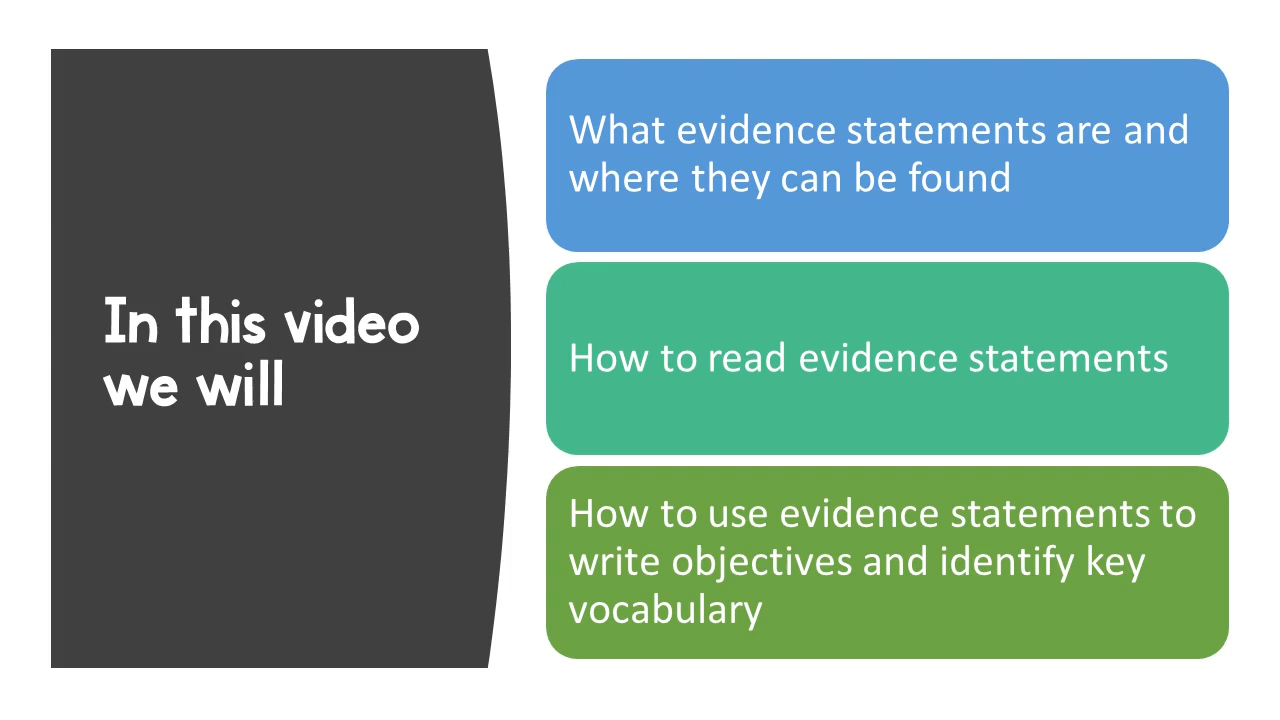 In this video
we will
What evidence statements are and
where they can be found
How to read evidence statements
How to use evidence statements to
write objectives and identify key
vocabulary